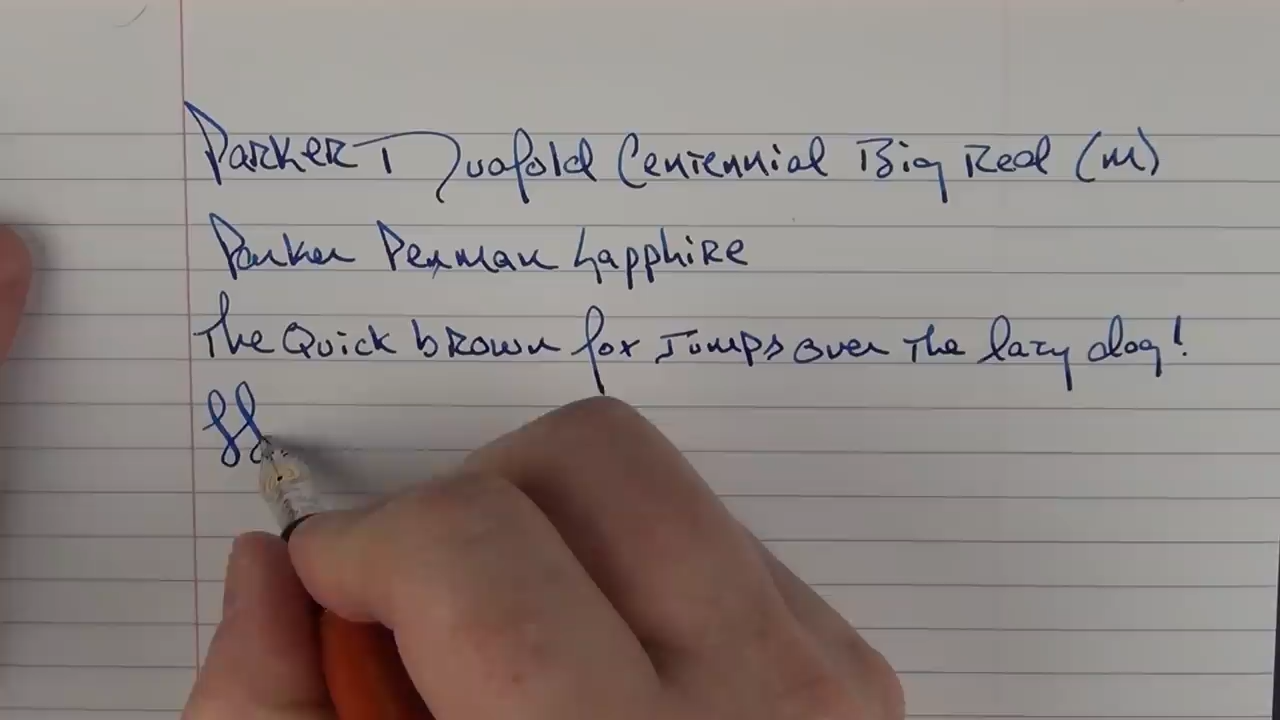 Parker Duofold Centennial Big Red (M)
Parker Penman Sapphire
The Quick brown fox Jumps over The lazy dog!